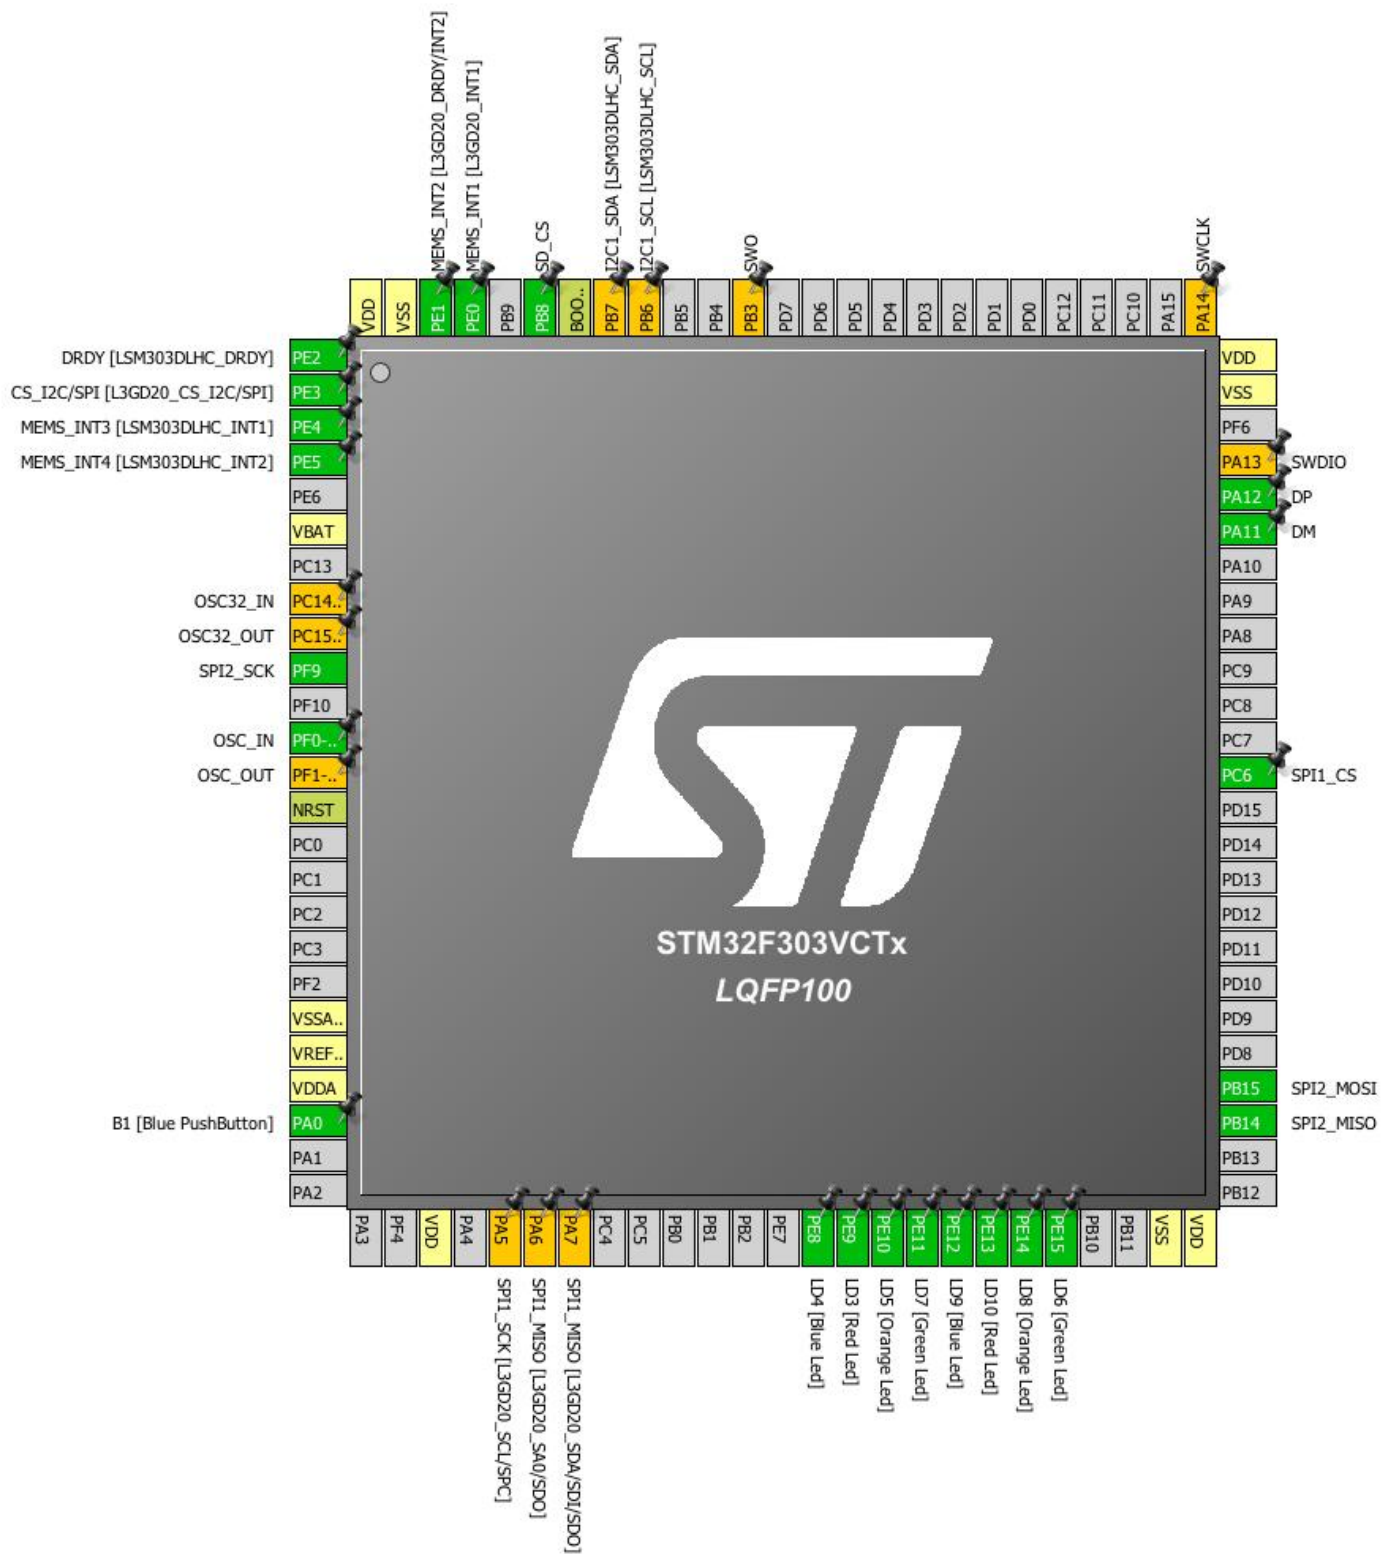 MEMS_INT2 [L3GD20_DRDY/INT2]
MEMS_INT1 [L3GD20_INT1]
SD_CS
I2C1_SDA [LSM303DLHC_SDA]
I2C1_SCL [LSM303DLHC_SCL]
SWO
SWCLK
VDD
VSS
PE1
PE0
PB9
PB8
BOO..
PB7
PB6
PB5
PB4
PB3
PD7
PD6
PD5
PD4
PD3
PD2
PD1
PD0
PC12
PC11
PC10
PA15
PA14
DRDY [LSM303DLHC_DRDY] PE2
CS_I2C/SPI [L3GD20_CS_I2C/SPI] PE3
MEMS_INT3 [LSM303DLHC_INT1] PE4
MEMS_INT4 [LSM303DLHC_INT2] PE5
PE6
VBAT
PC13
OSC32_IN PC14..
OSC32_OUT PC15..
SPI2_SCK PF9
PF10
OSC_IN PF0-..
OSC_OUT PF1-..
NRST
PC0
PC1
PC2
PC3
PF2
VSSA..
VREF..
VDDA
B1 [Blue PushButton] PA0
PA1
PA2
STM32F303VCTx
LQFP100
VDD
VSS
PF6
PA13 SWDIO
PA12 DP
PA11 DM
PA10
PA9
PA8
PC9
PC8
PC7
PC6 SPI1_CS
PD15
PD14
PD13
PD12
PD11
PD10
PD9
PD8
PB15 SPI2_MOSI
PB14 SPI2_MISO
PB13
PB12
PA3
PF4
VDD
PA4
PA5
PA6
PA7
PC4
PC5
PB0
PB1
PB2
PE7
PE8
PE9
PE10
PE11
PE12
PE13
PE14
PE15
PB10
PB11
VSS
VDD
SPI1_SCK [L3GD20_SCL/SPC]
SPI1_MISO [L3GD20_SA0/SDO]
SPI1_MISO [L3GD20_SDA/SDI/SDO]
LD4 [Blue Led]
LD3 [Red Led]
LD5 [Orange Led]
LD7 [Green Led]
LD9 [Blue Led]
LD10 [Red Led]
LD8 [Orange Led]
LD6 [Green Led]